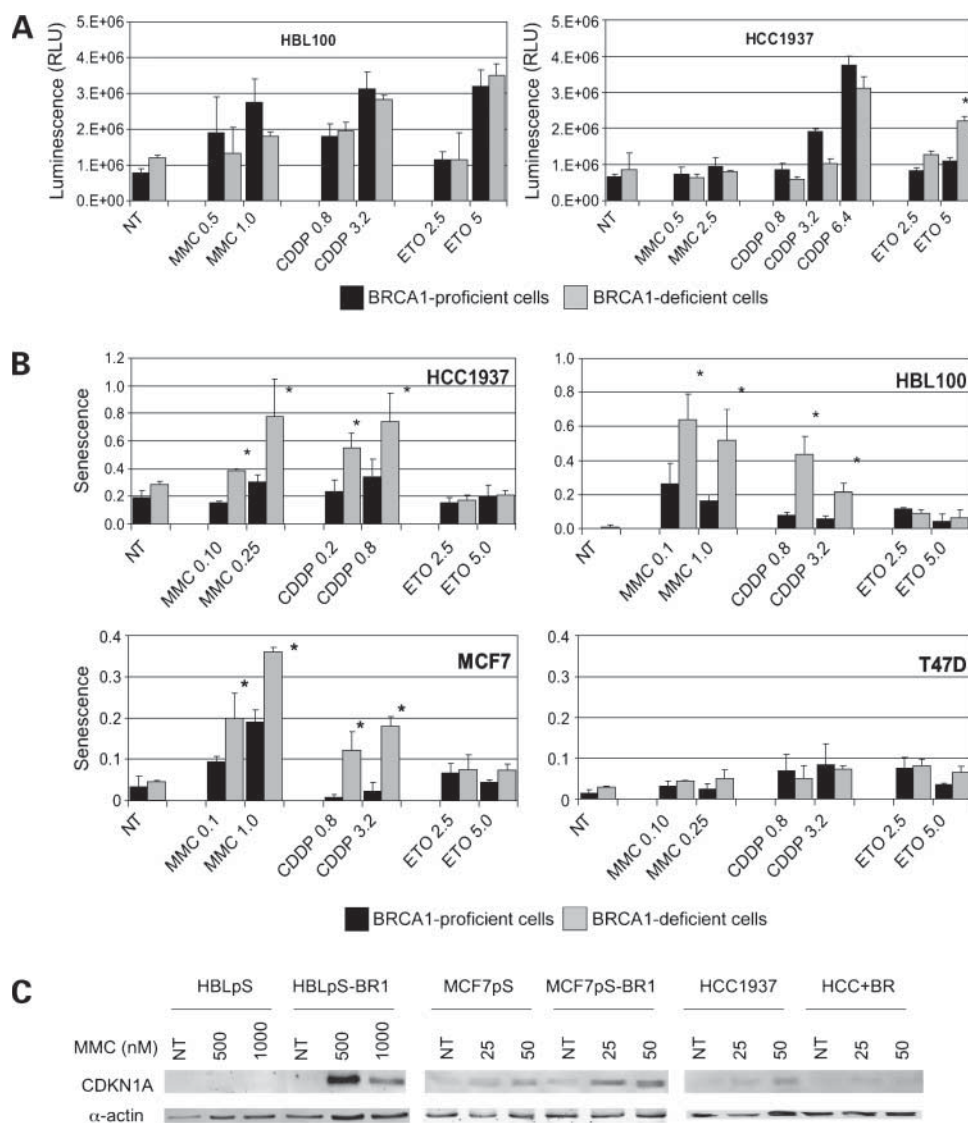 A
HBL100
Luminescence (RLU)
5.E+06
4.E+06
3.E+06
2.E+06
1.E+06
0.E+00
NT
MMC 0.5
MMC 1.0
CDDP 0.8
CDDP 3.2
ETO 2.5
ETO 5
HCC1937
Luminescence (RLU)
5.E+06
4.E+06
3.E+06
2.E+06
1.E+06
0.E+00
*
NT
MMC 0.5
MMC 2.5
CDDP 0.8
CDDP 3.2
CDDP 6.4
ETO 2.5
ETO 5
BRCA1-proficient cells BRCA1-deficient cells
B
HCC1937
Senescence
1.2
1.0
0.8
0.6
0.4
0.2
0.0
* * * *
NT
MMC 0.10
MMC 0.25
CDDP 0.2
CDDP 0.8
ETO 2.5
ETO 5.0
HBL100
1.0
0.8
0.6
0.4
0.2
0.0
* * * *
NT
MMC 0.1
MMC 1.0
CDDP 0.8
CDDP 3.2
ETO 2.5
ETO 5.0
MCF7
Senescence
0.4
0.3
0.2
0.1
0
* * * *
NT
MMC 0.1
MMC 1.0
CDDP 0.8
CDDP 3.2
ETO 2.5
ETO 5.0
T47D
0.4
0.3
0.2
0.1
0
NT
MMC 0.10
MMC 0.25
CDDP 0.8
CDDP 3.2
ETO 2.5
ETO 5.0
BRCA1-proficient cells BRCA1-deficient cells
C
HBLpS HBLpS-BR1 MCF7pS MCF7pS-BR1 HCC1937 HCC+BR
MMC (nM) NT 500 1000 NT 500 1000 NT 25 50 NT 25 50 NT 25 50 NT 25 50
CDKN1A
α-actin